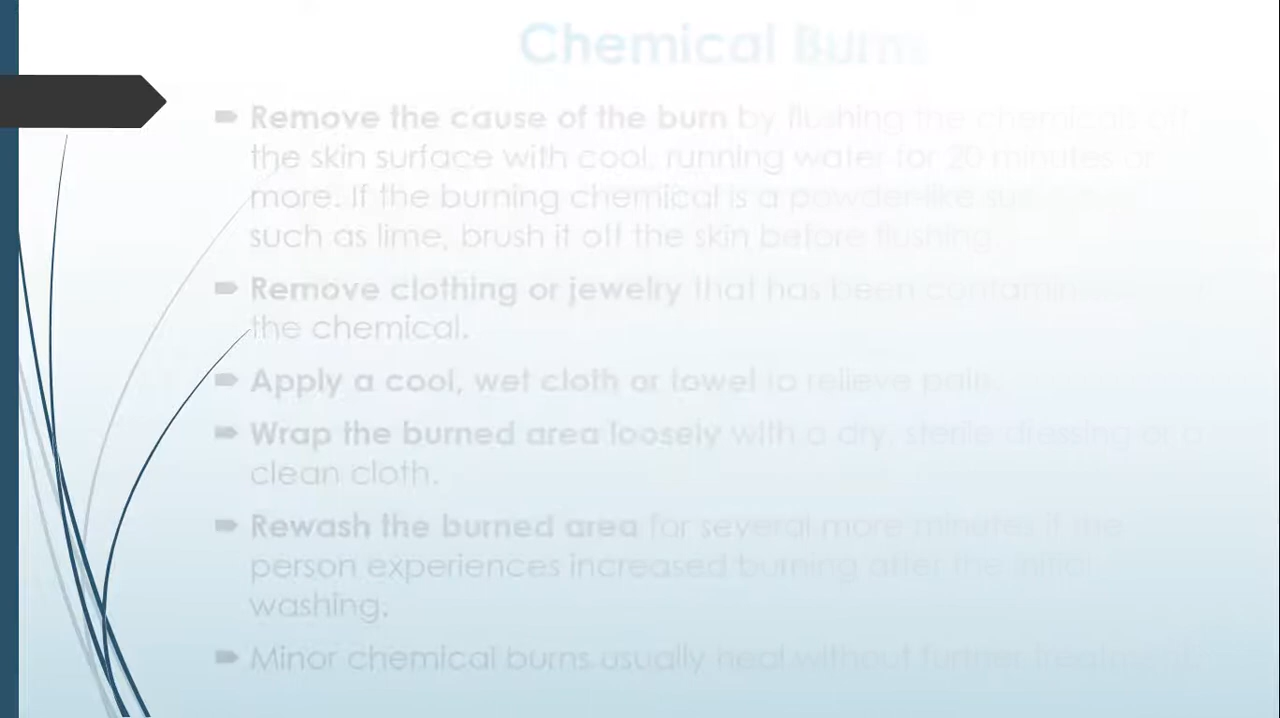 Chemical Burns
Remove the cause of the burn by flushing the chemicals off
the skin surface with cool, running water for 20 minutes or
more. If the burning chemical is a powder-like
such as lime, brush it off the skin before flushing.
Remove clothing or jewelry that has been
the chemical.
Apply a cool, wet cloth or towel to relieve pain.
Wrap the burned area loosely with a dry, sterile dressing or a
clean cloth.
Rewash the burned area for several more minutes if the
person experiences increased burning after the initial
washing.
Minor chemical burns usually heal without further treatment.